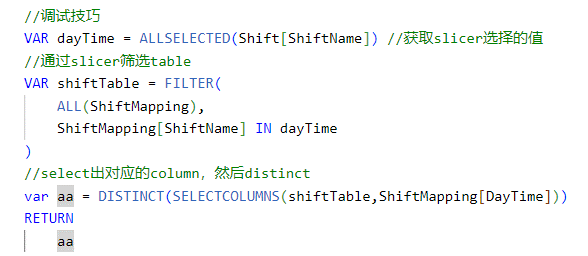 //调试技巧
VAR dayTime = ALLSELECTED(Shift[ShiftName]) //获取slicer选择的值
//通过slicer筛选table
VAR shiftTable = FILTER(
ALL(ShiftMapping),
ShiftMapping[ShiftName] IN dayTime
)
//select出对应的column，然后distinct
var aa = DISTINCT(SELECTCOLUMNS(shiftTable,ShiftMapping[DayTime]))
RETURN
aa